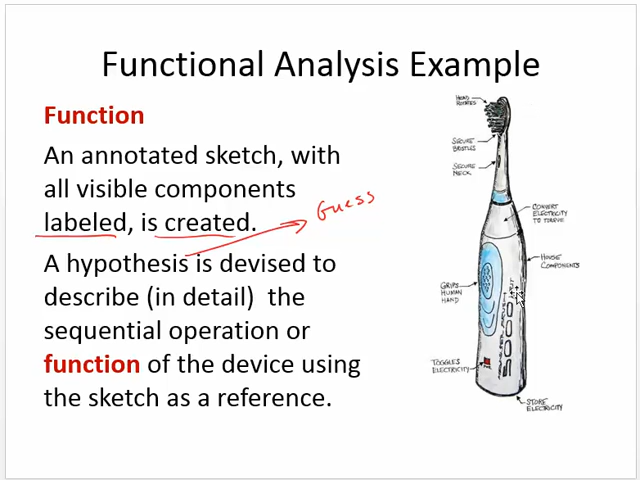 Functional Analysis Example
Function
An annotated sketch, with
all visible components
labeled, is created.
Guess
A hypothesis is devised to
describe (in detail) the
sequential operation or
function of the device using
the sketch as a reference.
HEAD
ROTATES
SECURE
BRISTLES
SECURE
NECK
CONVERT
ELECTRICITY
TO TORQUE
HOUSE
COMPONENTS
GRIPS
HUMAN
HAND
TOGGLES
ELECTRICITY
STORE
ELECTRICITY
5000